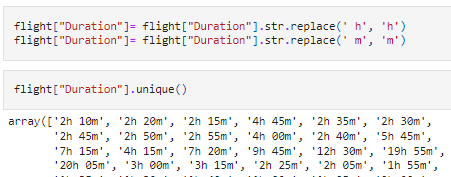 flight["Duration"]= flight["Duration"].str.replace(' h', 'h')
flight["Duration"]= flight["Duration"].str.replace(' m', 'm')
flight["Duration"].unique()
array(['2h 10m', '2h 20m', '2h 15m', '4h 45m', '2h 35m', '2h 30m',
'2h 45m', '2h 50m', '2h 55m', '4h 00m', '2h 40m', '5h 45m',
'7h 15m', '4h 15m', '7h 20m', '9h 45m', '12h 30m', '19h 55m',
'20h 05m', '3h 00m', '3h 15m', '2h 25m', '2h 05m', '1h 55m',